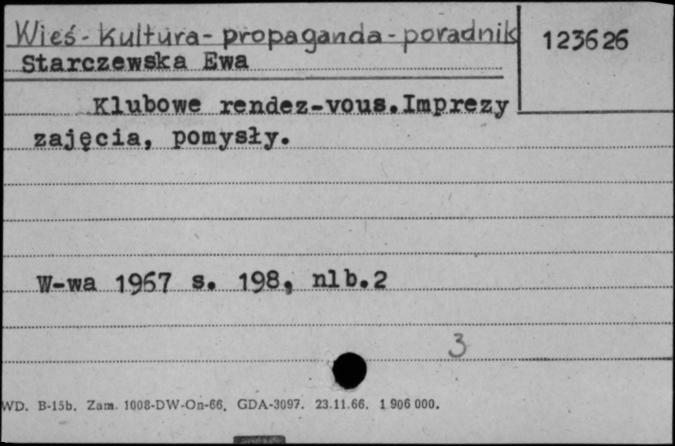 Wieś - Kultura - propaganda - poradnik
123626
Starczewska Ewa
Klubowe rendez-vous.Imprezy
zajęcia, pomysły.
W-wa 1967 s. 198, nlb.2
3
WD. B-15b. Zam. 1008-DW-On-66. GDA-3097. 23.11.66. 1 906 000.